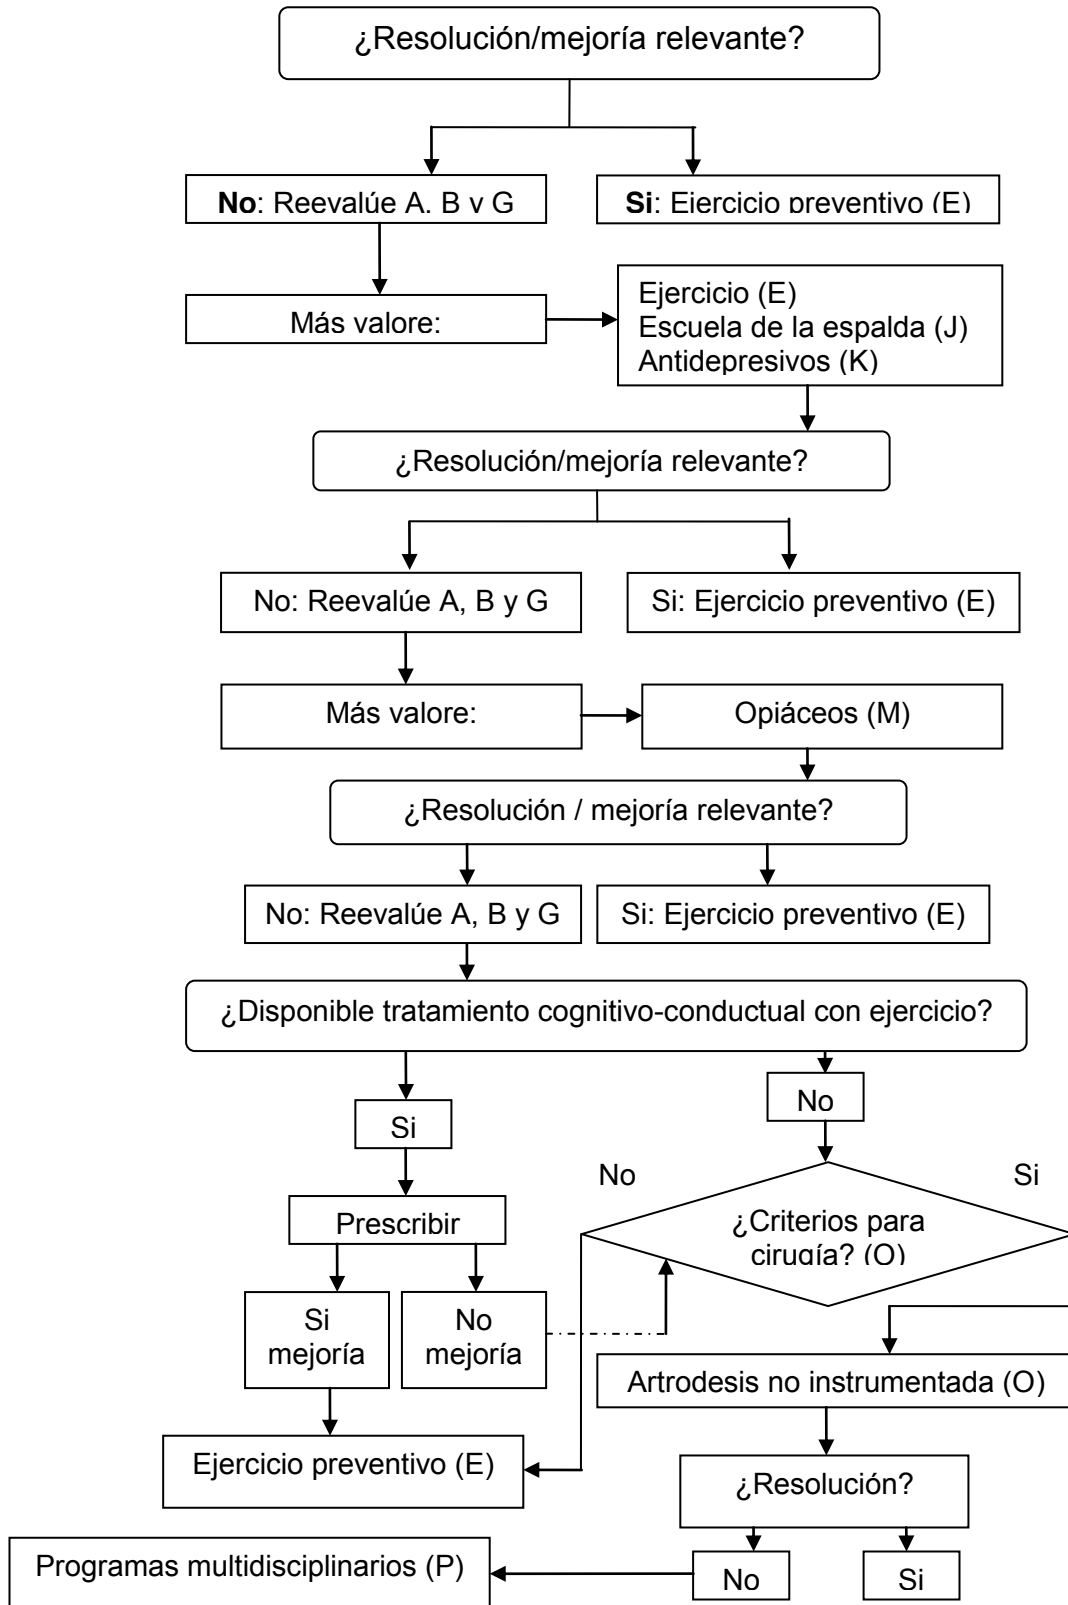 ¿Resolución/mejoría relevante?
No: Reevalúe A. B y G
Si: Ejercicio preventivo (E)
Más valore:
Ejercicio (E)
Escuela de la espalda (J)
Antidepresivos (K)
¿Resolución/mejoría relevante?
No: Reevalúe A, B y G
Si: Ejercicio preventivo (E)
Más valore:
Opiáceos (M)
¿Resolución / mejoría relevante?
No: Reevalúe A, B y G
Si: Ejercicio preventivo (E)
¿Disponible tratamiento cognitivo-conductual con ejercicio?
Si
No
No
Si
Prescribir
¿Criterios para
cirugía? (O)
Si
mejoría
No
mejoría
Artrodesis no instrumentada (O)
Ejercicio preventivo (E)
¿Resolución?
Programas multidisciplinarios (P)
No
Si